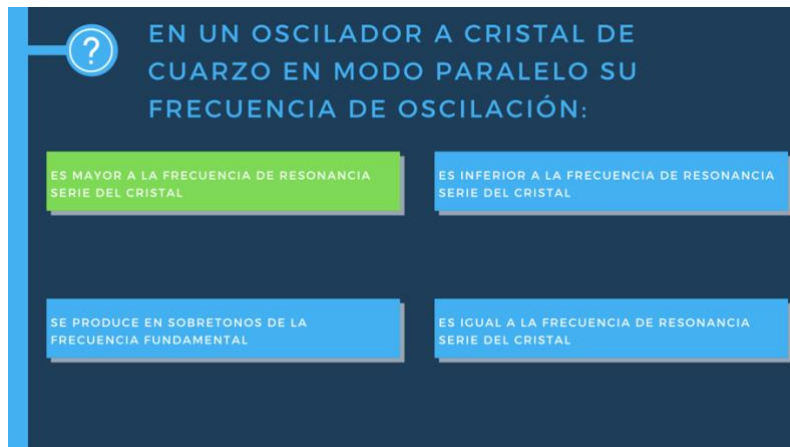 ?
EN UN OSCILADOR A CRISTAL DE
CUARZO EN MODO PARALELO SU
FRECUENCIA DE OSCILACIÓN:
ES MAYOR A LA FRECUENCIA DE RESONANCIA
SERIE DEL CRISTAL
ES INFERIOR A LA FRECUENCIA DE RESONANCIA
SERIE DEL CRISTAL
SE PRODUCE EN SOBRETONOS DE LA
FRECUENCIA FUNDAMENTAL
ES IGUAL A LA FRECUENCIA DE RESONANCIA
SERIE DEL CRISTAL